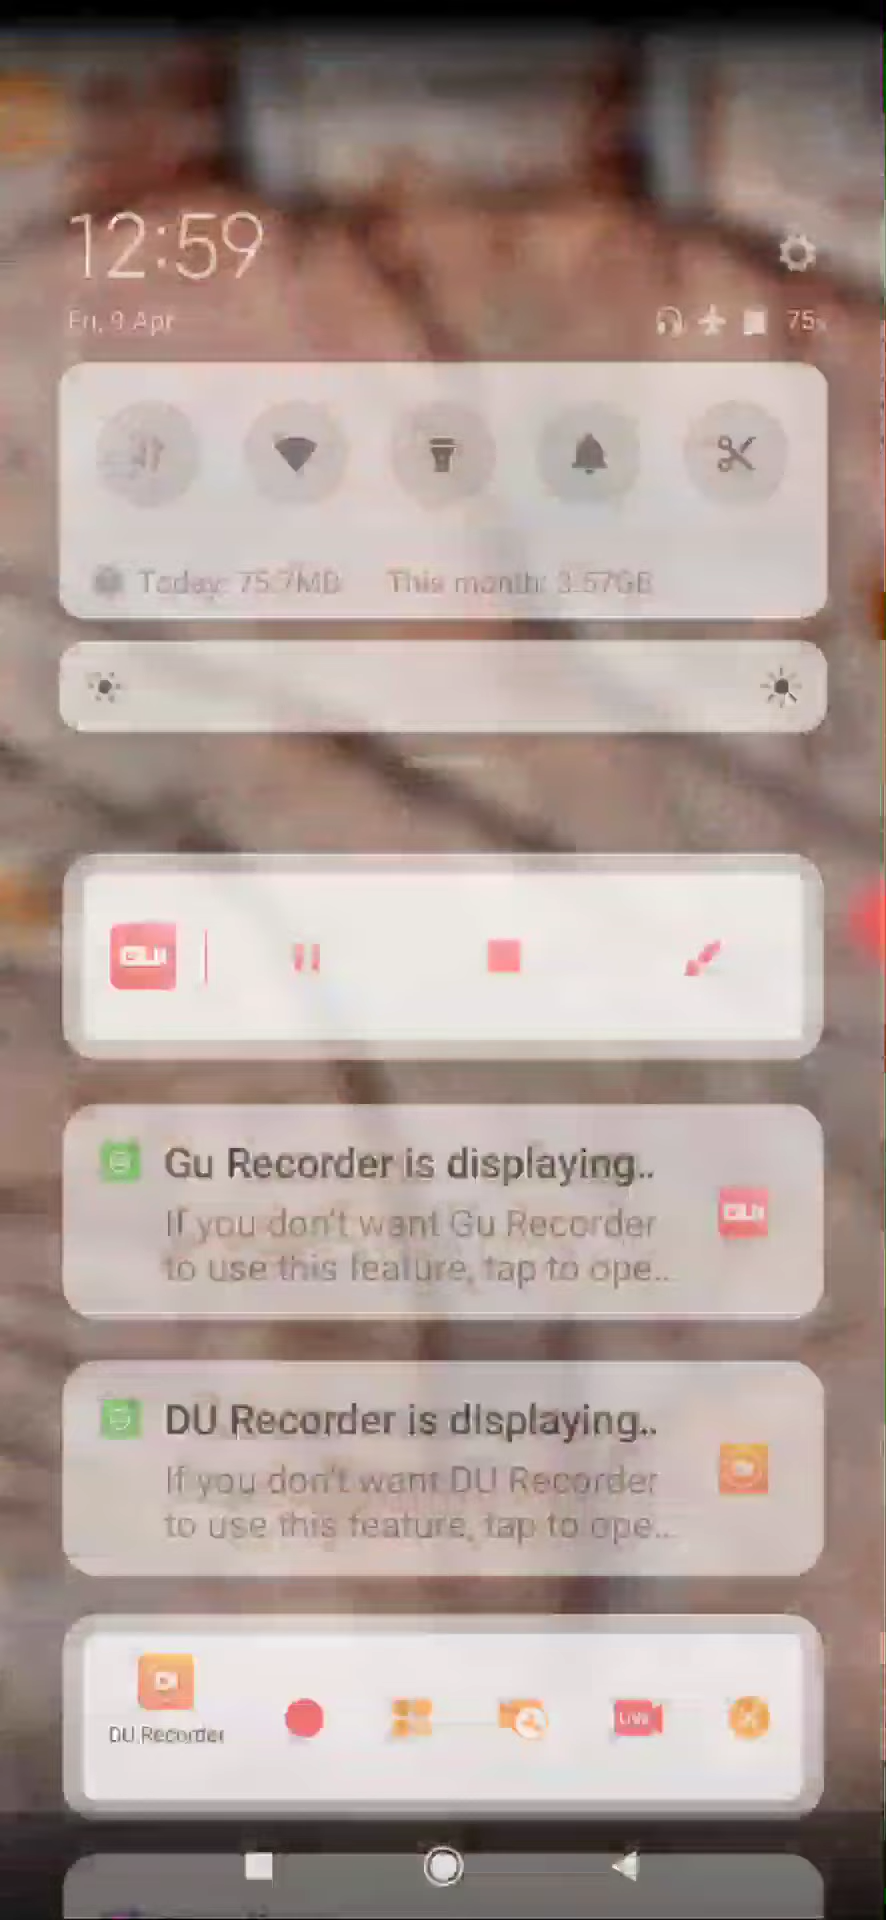 12:59
Fri, 9 Apr
75%
Today: 75.7MB This month: 3.57GB
GU
Gu Recorder is displaying..
If you don't want Gu Recorder
to use this feature, tap to ope...
GU
DU Recorder is displaying..
If you don't want DU Recorder
to use this feature, tap to ope...
DU Recorder
LIVE